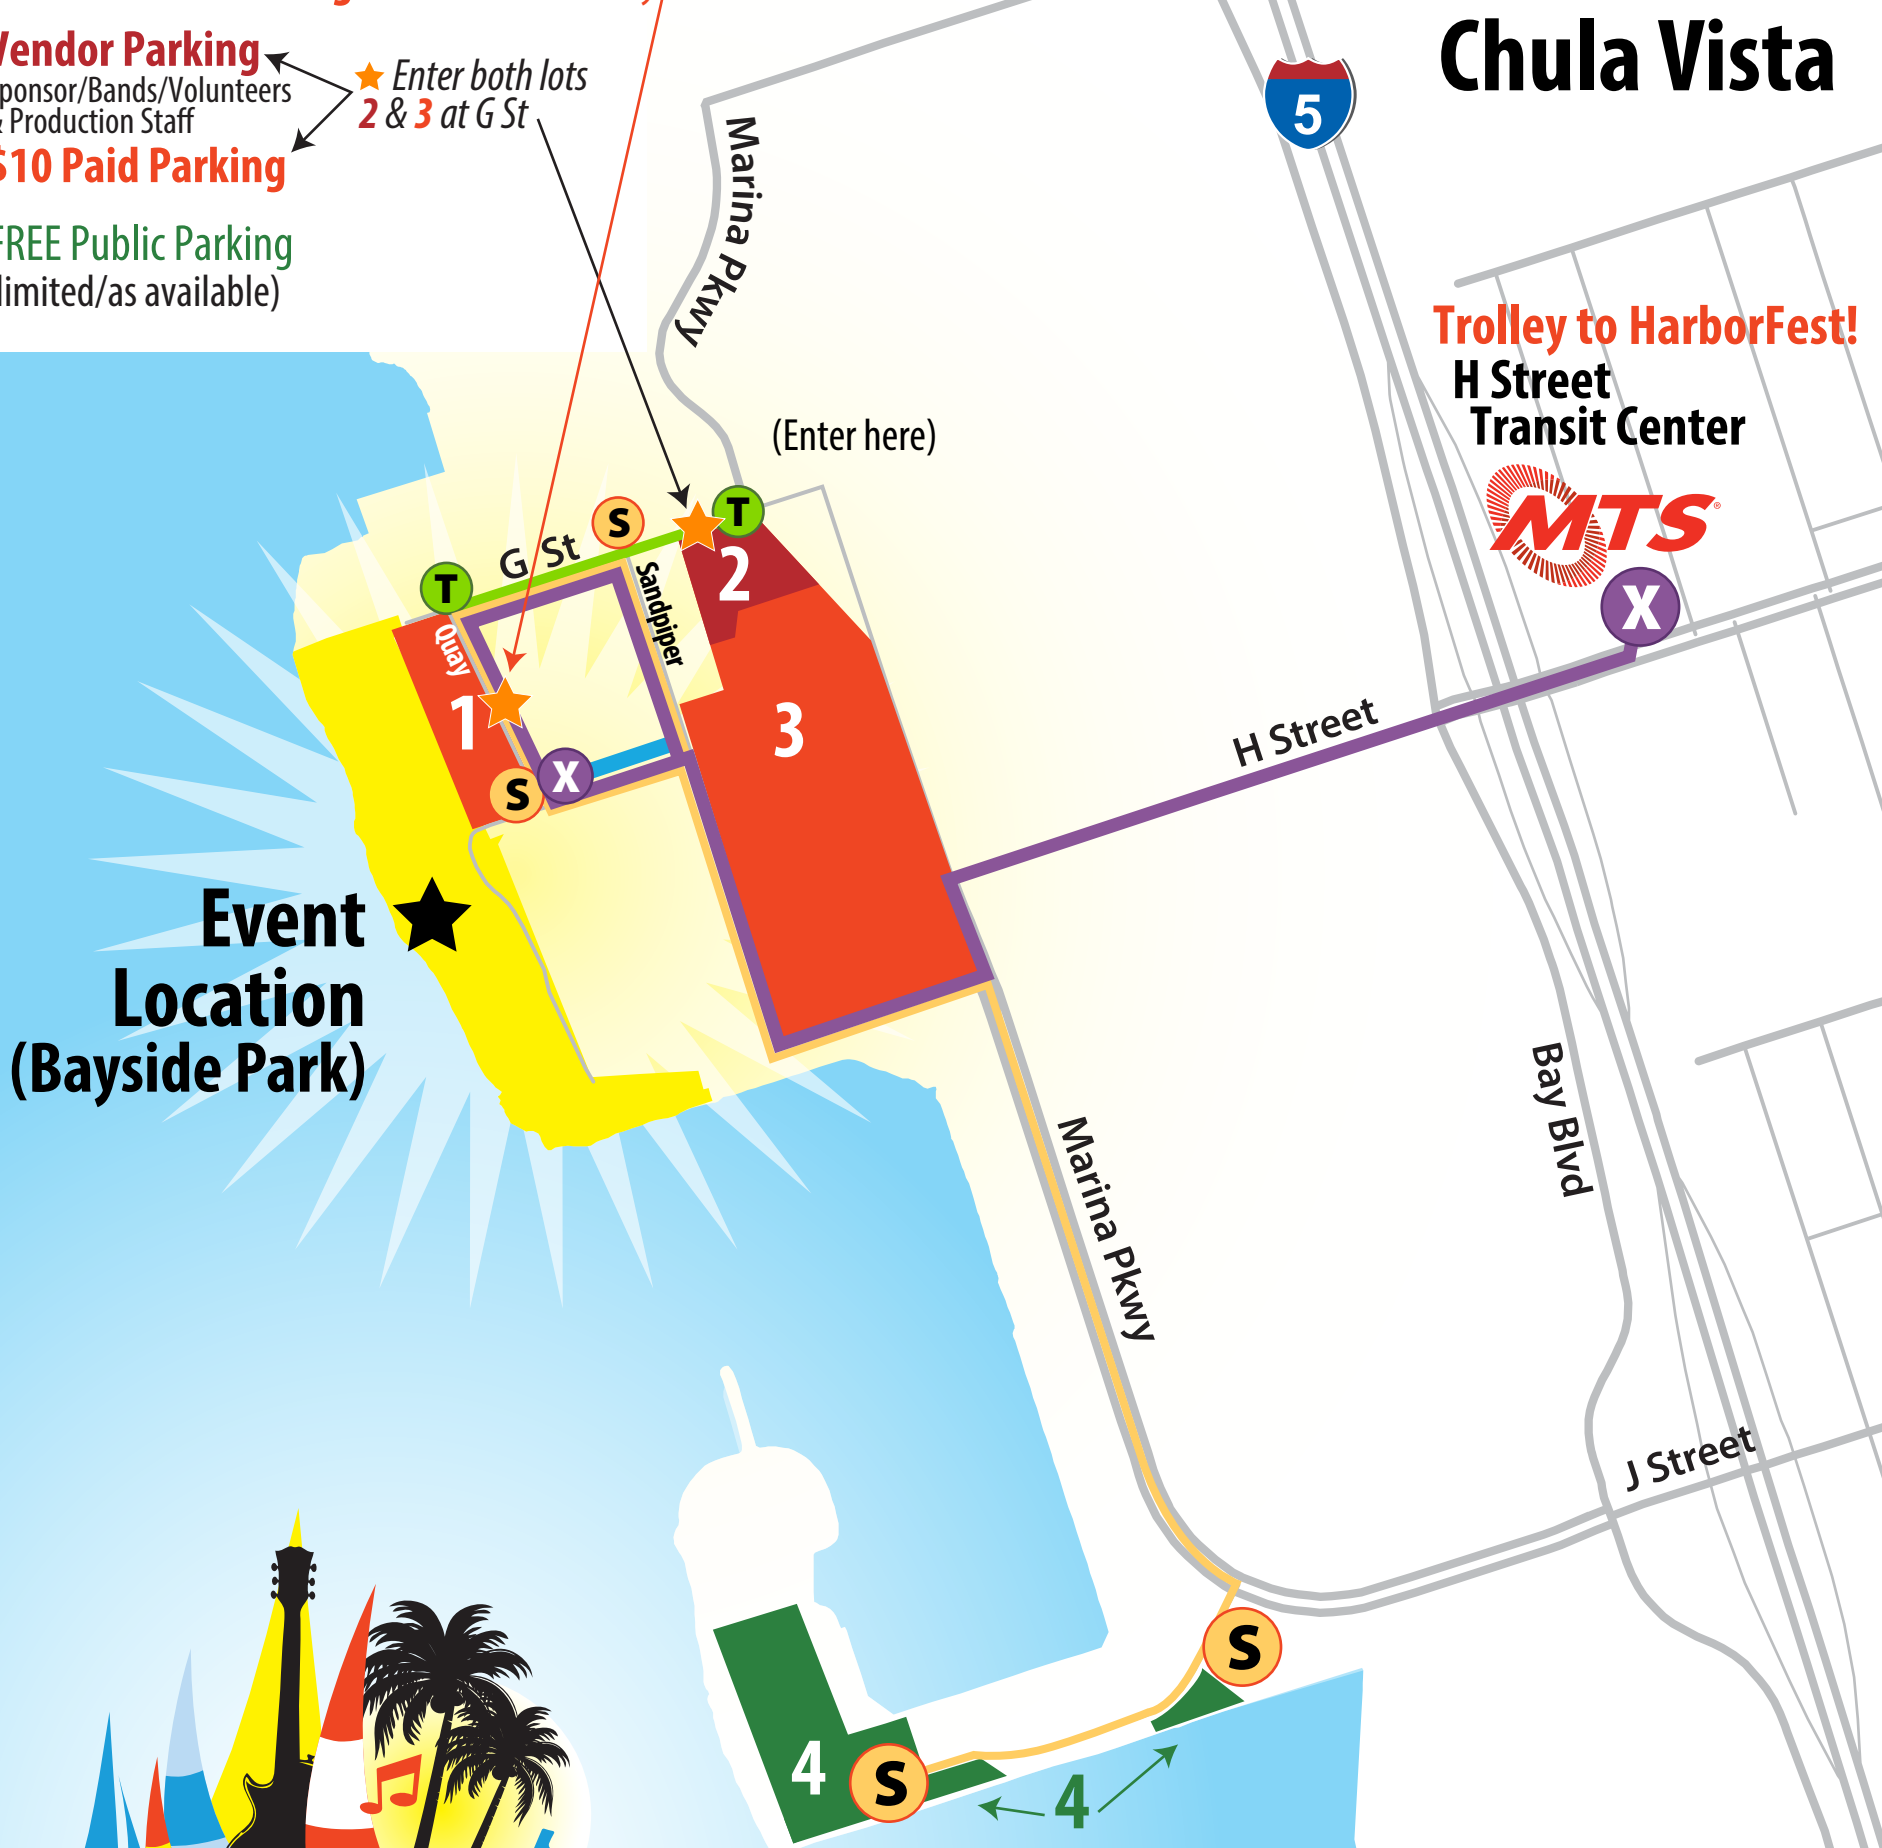 Vendor Parking
Sponsor/Bands/Volunteers
& Production Staff
$10 Paid Parking
FREE Public Parking
(limited/as available)
Enter both lots
2 & 3 at G St
Chula Vista
5
Marina Pkwy
Trolley to HarborFest!
H Street
Transit Center
MTS®
X
(Enter here)
T
S
G St
T
2
Sandpiper
Quay
1
3
S
X
H Street
Event
Location
(Bayside Park)
Bay Blvd
Marina Pkwy
J Street
S
4
S
4